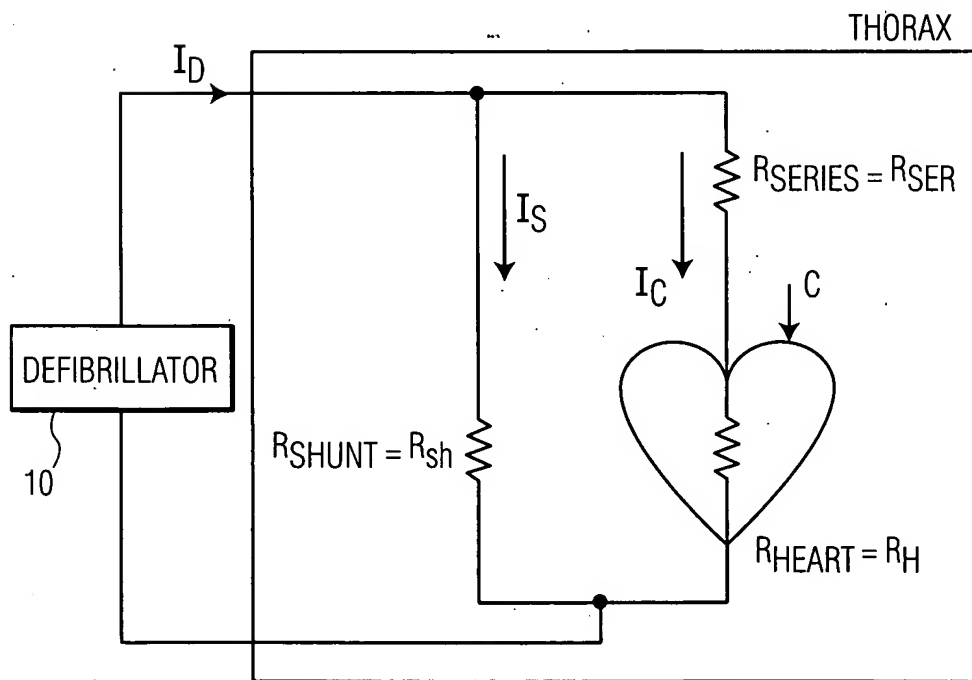 THORAX
I_D
R_SERIES = R_SER
I_S
I_C
C
DEFIBRILLATOR
10
R_SHUNT = R_sh
R_HEART = R_H